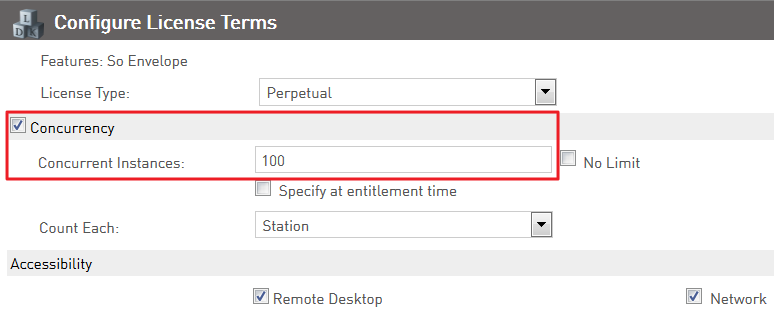 Configure License Terms
Features: So Envelope
License Type: Perpetual
Concurrency
Concurrent Instances: 100 No Limit
Specify at entitlement time
Count Each: Station
Accessibility
Remote Desktop Network